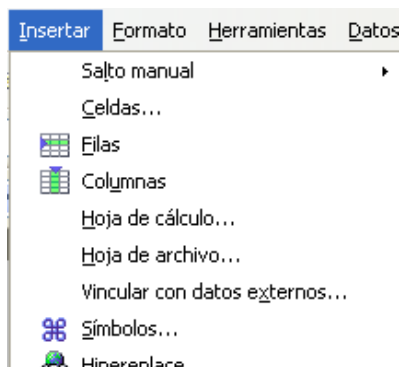 Insertar Formato Herramientas Datos
Salto manual
Celdas...
Filas
Columnas
Hoja de cálculo...
Hoja de archivo...
Vincular con datos externos...
Símbolos...
Hiperenlace